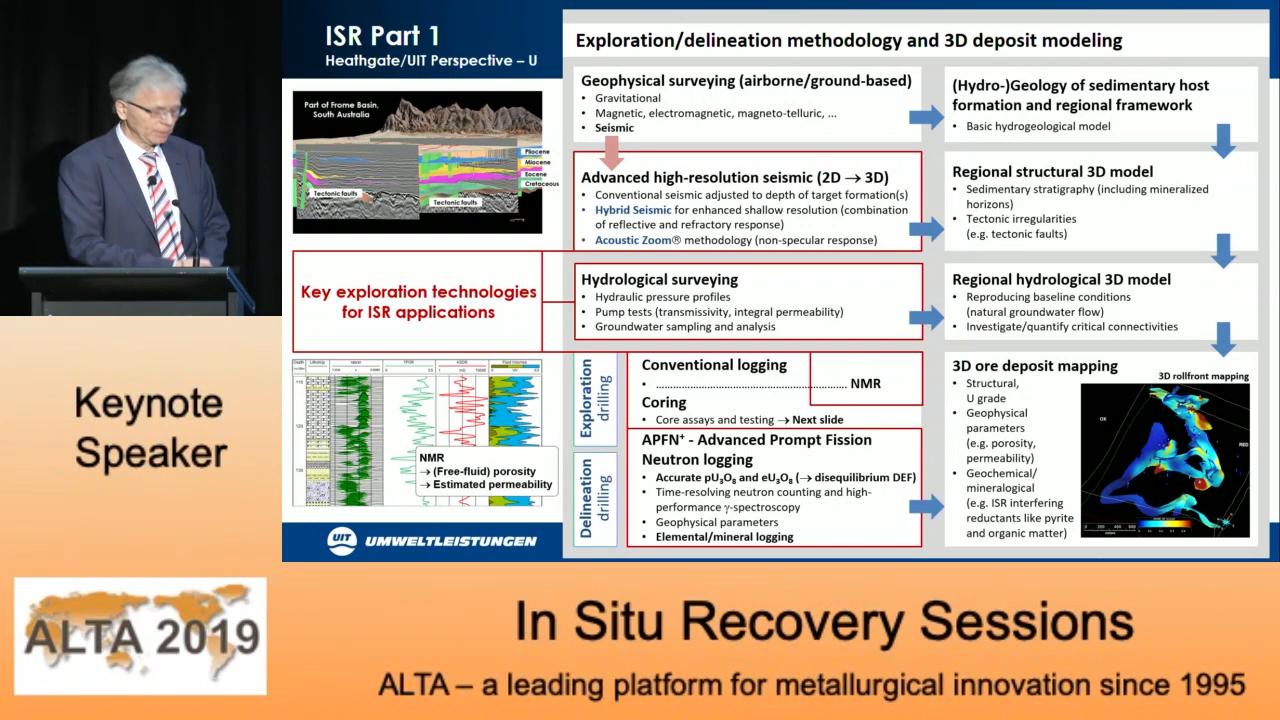 ISR Part 1
Heathgate/UIT Perspective – U
Part of Frome Basin,
South Australia
Pliocene
Miocene
Eocene
Cretaceous
Tectonic faults
Tectonic faults
Key exploration technologies
for ISR applications
NMR
→ (Free-fluid) porosity
→ Estimated permeability
UIT UMWELTLEISTUNGEN
Exploration/delineation methodology and 3D deposit modeling
Geophysical surveying (airborne/ground-based)
• Gravitational
• Magnetic, electromagnetic, magneto-telluric, ...
• Seismic
Advanced high-resolution seismic (2D → 3D)
• Conventional seismic adjusted to depth of target formation(s)
• Hybrid Seismic for enhanced shallow resolution (combination
of reflective and refractory response)
• Acoustic Zoom® methodology (non-specular response)
Hydrological surveying
• Hydraulic pressure profiles
• Pump tests (transmissivity, integral permeability)
• Groundwater sampling and analysis
Exploration
drilling
Conventional logging
• ................................................... NMR
Coring
• Core assays and testing → Next slide
Delineation
drilling
APFN⁺ - Advanced Prompt Fission
Neutron logging
• Accurate pU₃O₈ and eU₃O₈ (→ disequilibrium DEF)
• Time-resolving neutron counting and high-
performance γ-spectroscopy
• Geophysical parameters
• Elemental/mineral logging
(Hydro-)Geology of sedimentary host
formation and regional framework
• Basic hydrogeological model
Regional structural 3D model
• Sedimentary stratigraphy (including mineralized
horizons)
• Tectonic irregularities
(e.g. tectonic faults)
Regional hydrological 3D model
• Reproducing baseline conditions
(natural groundwater flow)
• Investigate/quantify critical connectivities
3D ore deposit mapping
• Structural,
U grade
• Geophysical
parameters
(e.g. porosity,
permeability)
• Geochemical/
mineralogical
(e.g. ISR interfering
reductants like pyrite
and organic matter)
3D rollfront mapping
OX
RED
Keynote
Speaker
ALTA 2019
In Situ Recovery Sessions
ALTA – a leading platform for metallurgical innovation since 1995